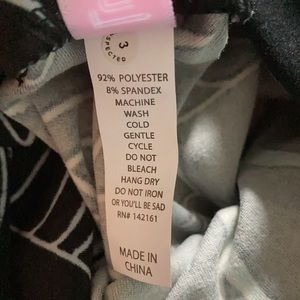 3
92% POLYESTER
8% SPANDEX
MACHINE
WASH
COLD
GENTLE
CYCLE
DO NOT
BLEACH
HANG DRY
DO NOT IRON
OR YOU'LL BE SAD
RN# 142161
MADE IN
CHINA